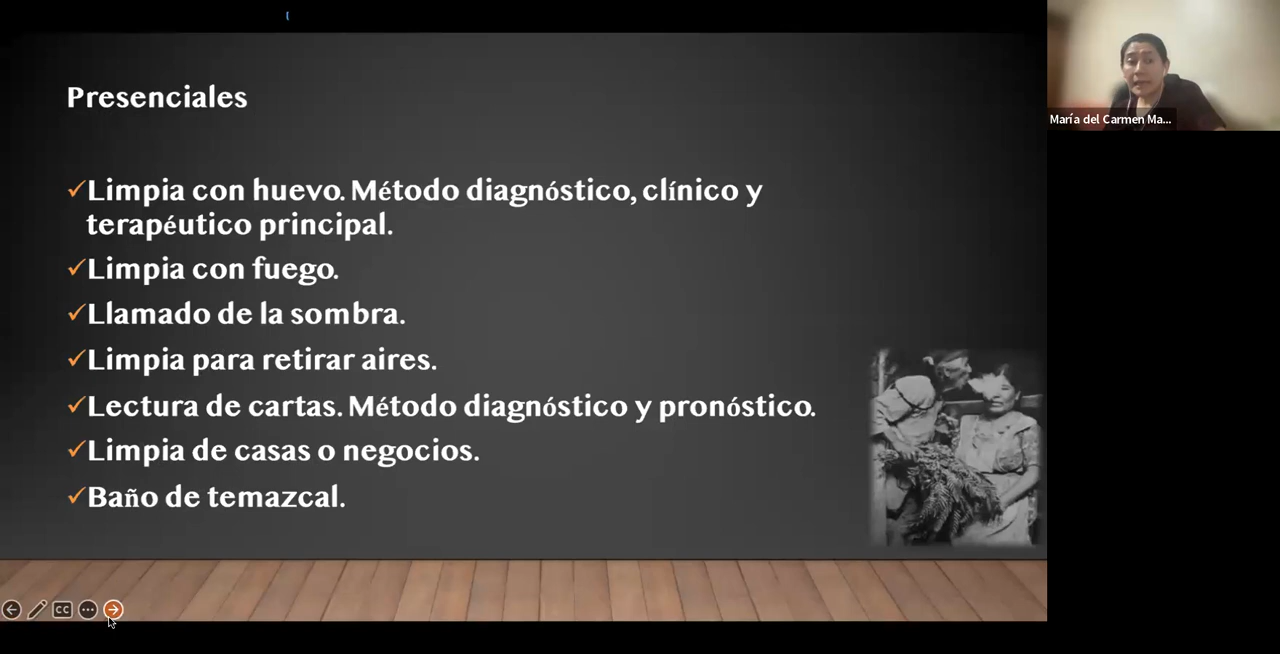 Presenciales
Limpia con huevo. Método diagnóstico, clínico y
terapéutico principal.
Limpia con fuego.
Llamado de la sombra.
Limpia para retirar aires.
Lectura de cartas. Método diagnóstico y pronóstico.
Limpia de casas o negocios.
Baño de temazcal.
María del Carmen Ma...
CC